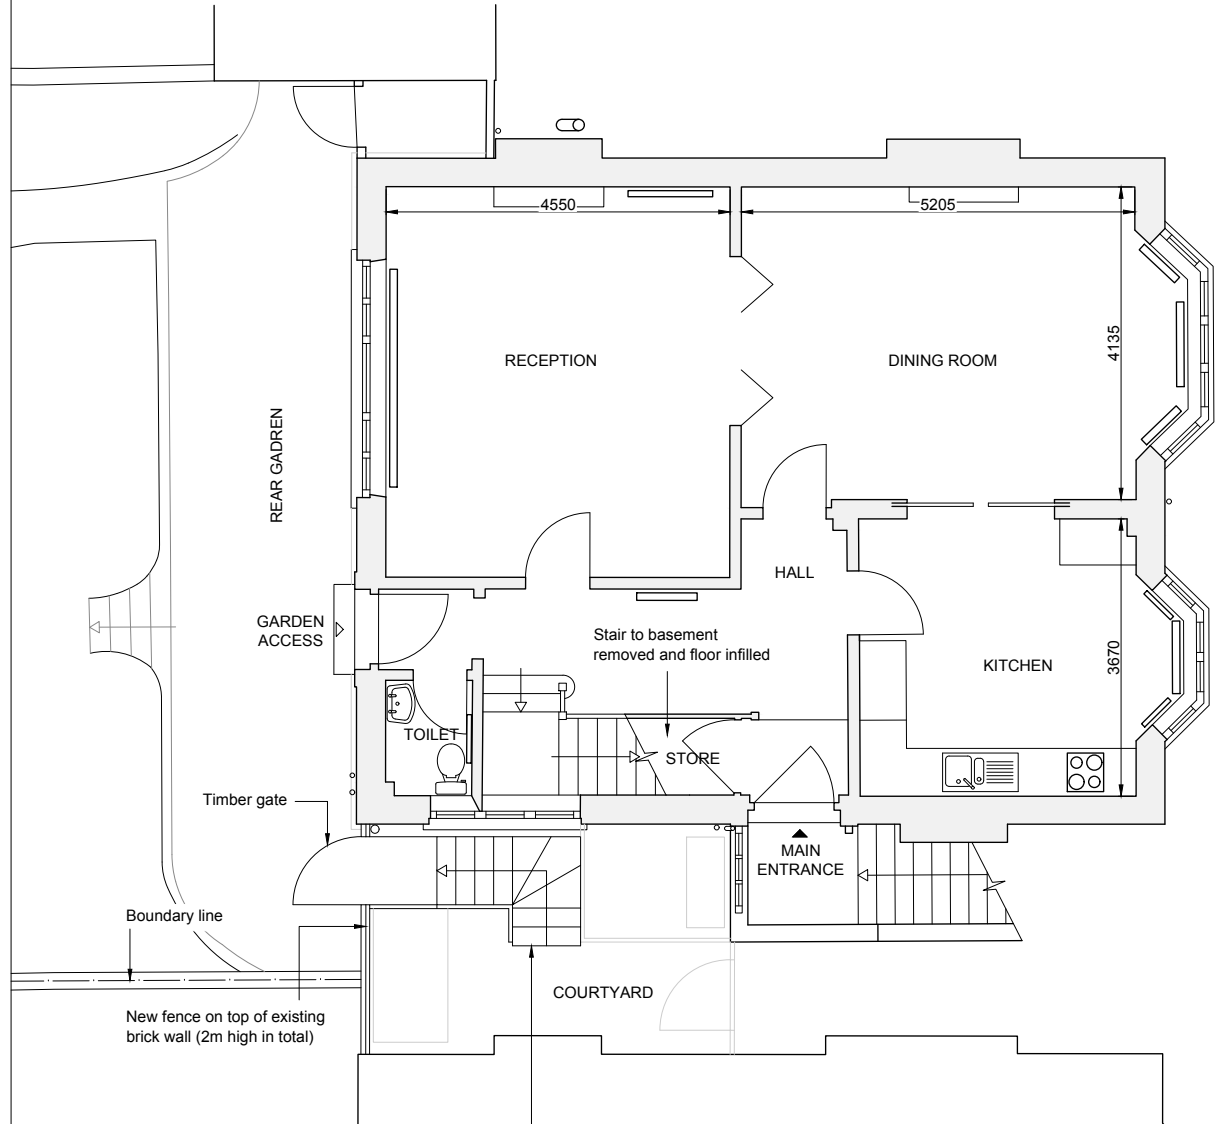 4550
5205
RECEPTION
DINING ROOM
4135
REAR GADREN
HALL
GARDEN
ACCESS
Stair to basement
removed and floor infilled
KITCHEN
3670
TOILET
STORE
Timber gate
MAIN
ENTRANCE
Boundary line
COURTYARD
New fence on top of existing
brick wall (2m high in total)